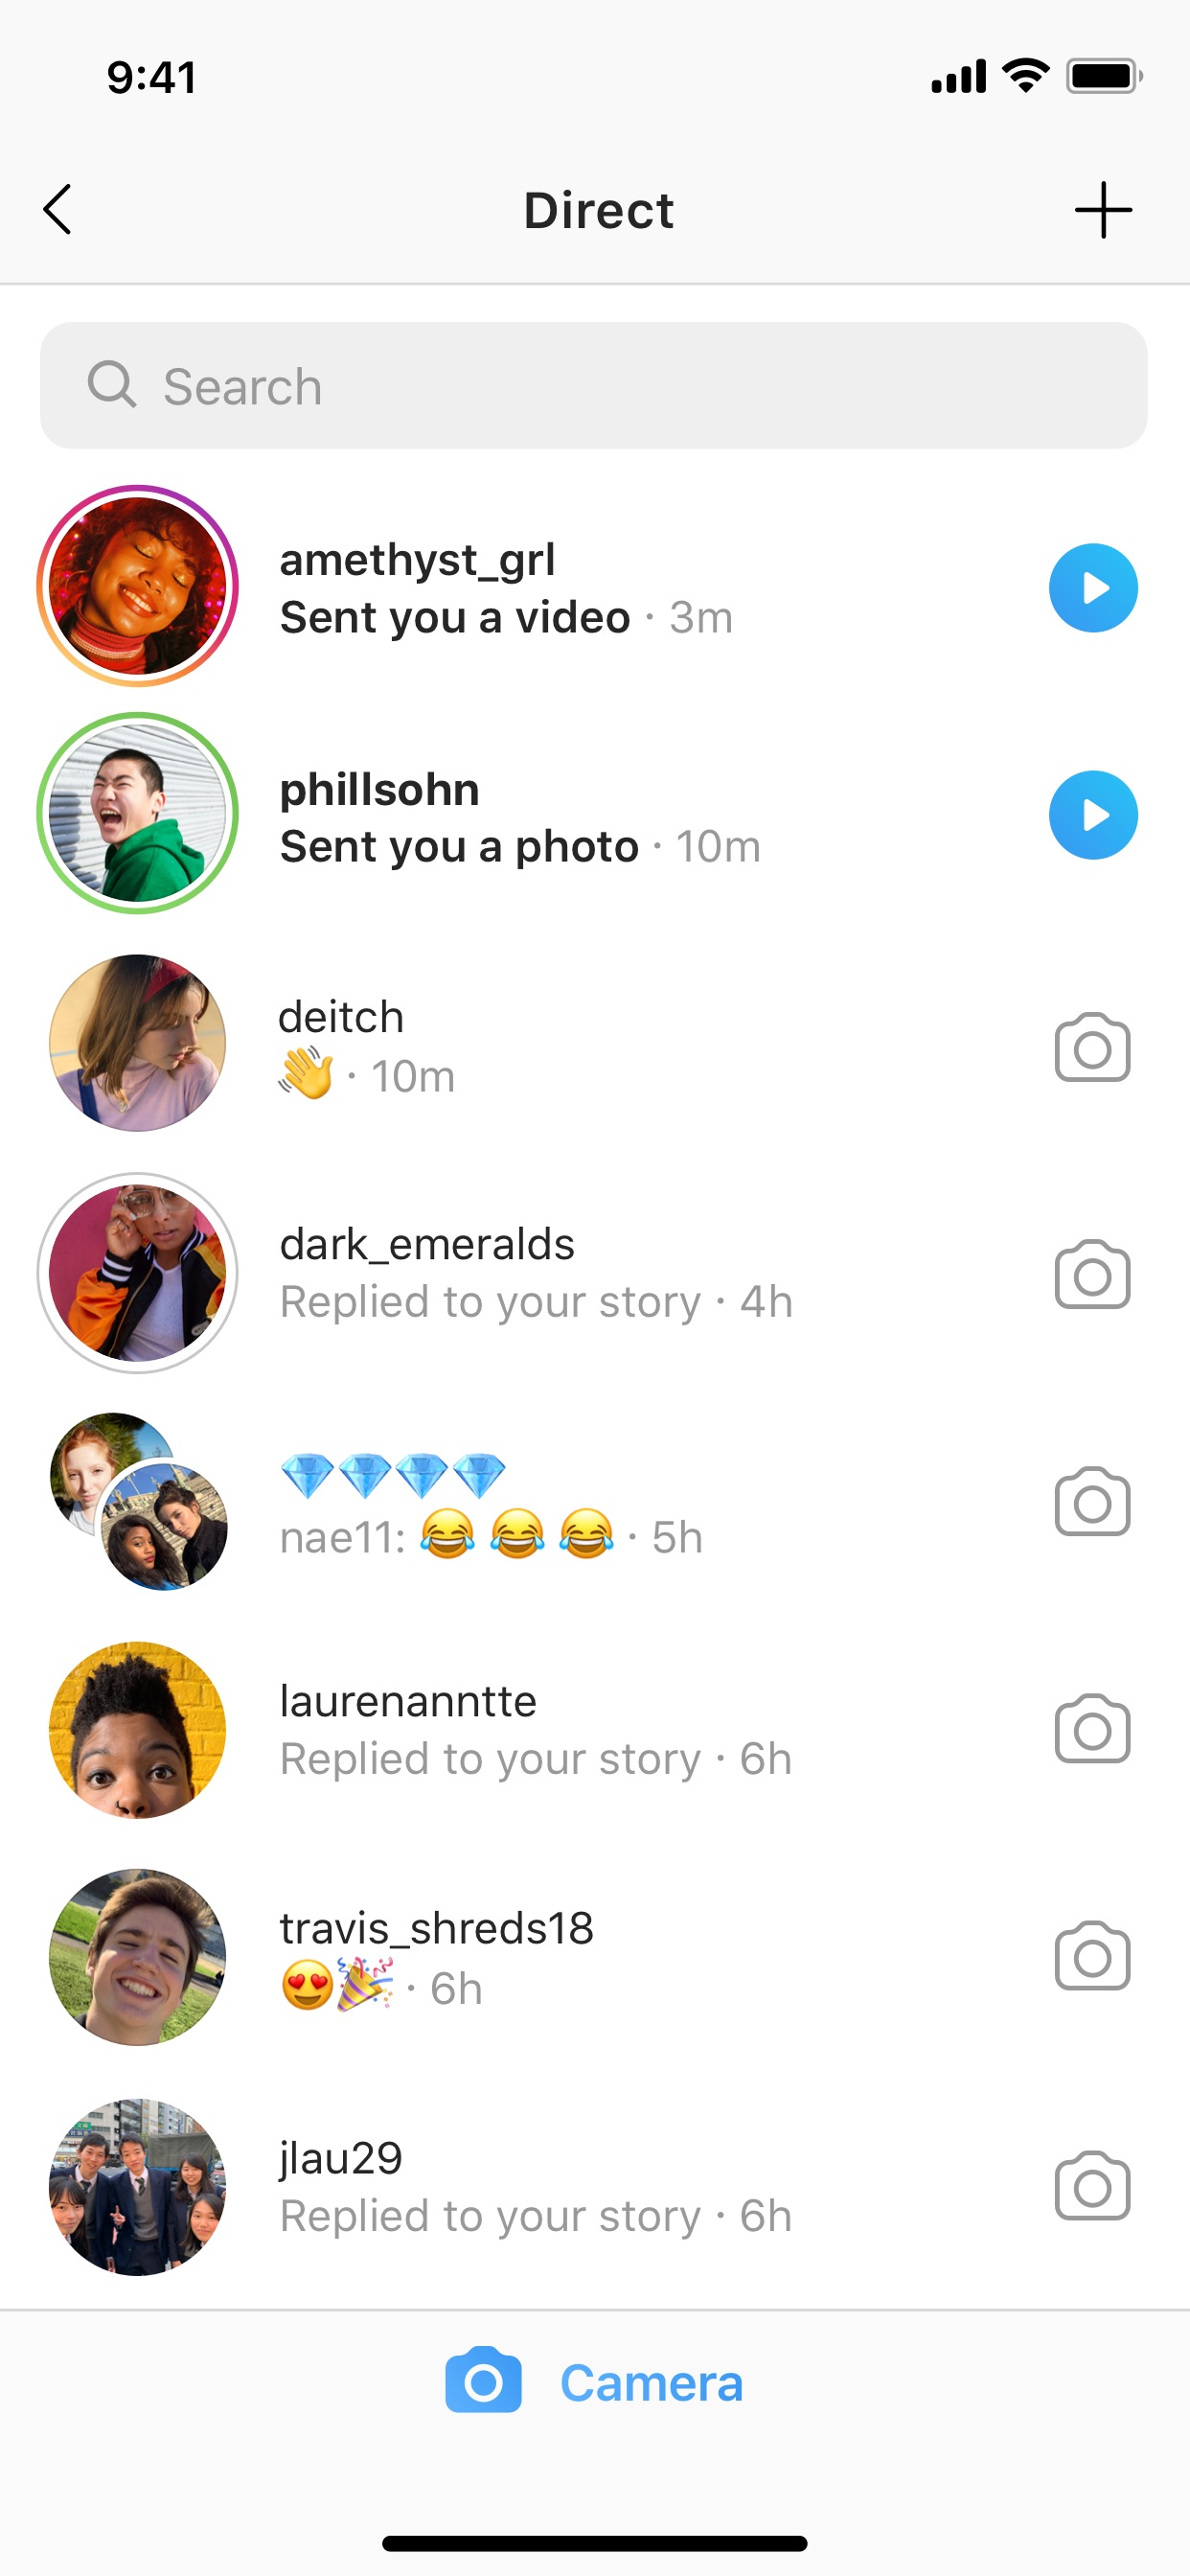 9:41
Direct
Search
amethyst_grl
Sent you a video · 3m
phillsohn
Sent you a photo · 10m
deitch
👋 · 10m
dark_emeralds
Replied to your story · 4h
💎💎💎💎
nae11: 😂 😂 😂 · 5h
laurenanntte
Replied to your story · 6h
travis_shreds18
😍🎉 · 6h
jlau29
Replied to your story · 6h
Camera